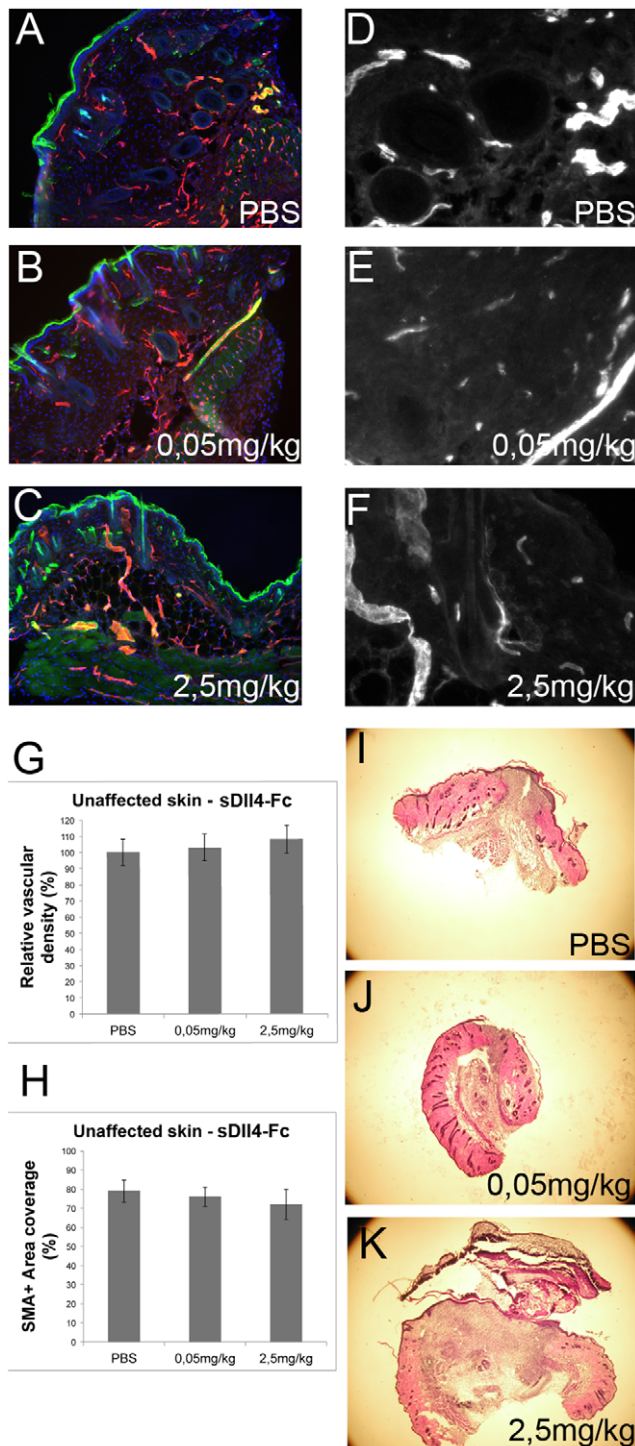 A
PBS
B
0,05mg/kg
C
2,5mg/kg
D
PBS
E
0,05mg/kg
F
2,5mg/kg
G
Unaffected skin - sDll4-Fc
Relative vascular
density (%)
120
110
100
90
80
70
60
50
40
30
20
10
0
PBS
0,05mg/kg
2,5mg/kg
H
Unaffected skin - sDll4-Fc
SMA+ Area coverage
(%)
100
90
80
70
60
50
40
30
20
10
0
PBS
0,05mg/kg
2,5mg/kg
I
PBS
J
0,05mg/kg
K
2,5mg/kg